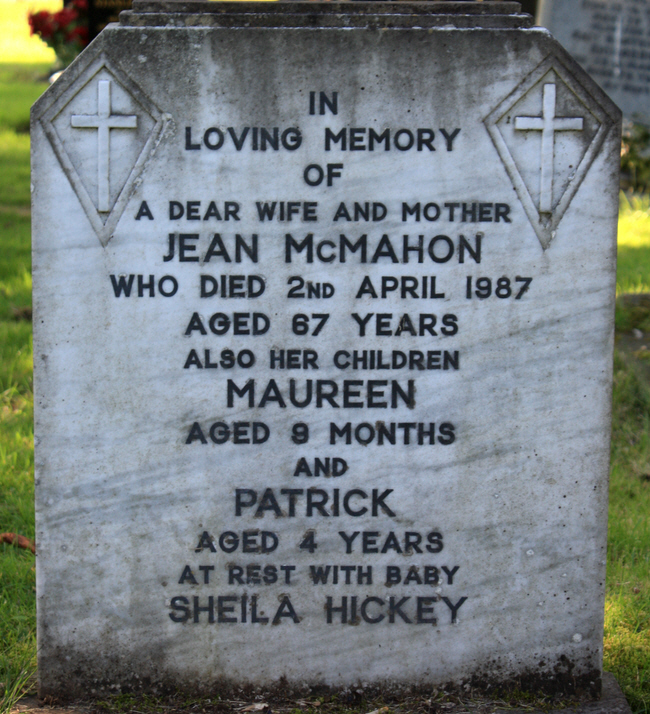 IN
LOVING MEMORY
OF
A DEAR WIFE AND MOTHER
JEAN McMAHON
WHO DIED 2ND APRIL 1987
AGED 67 YEARS
ALSO HER CHILDREN
MAUREEN
AGED 9 MONTHS
AND
PATRICK
AGED 4 YEARS
AT REST WITH BABY
SHEILA HICKEY